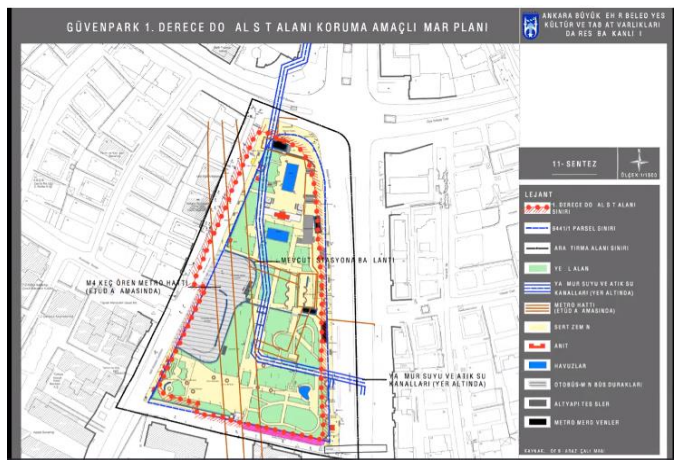 GÜVENPARK 1. DERECE DO AL S T ALANI KORUMA AMAÇLI MAR PLANI
ANKARA BÜYÜK EH R BELED YES
KÜLTÜR VE TAB AT VARLIKLARI
DA RES BA KANLI I
11- SENTEZ
ÖLÇEK 1/1000
LEJANT
1. DERECE DO AL S T ALANI
SINIRI
6441/1 PARSEL SINIRI
ARA TIRMA ALANI SINIRI
YE L ALAN
YA MUR SUYU VE ATIK SU
KANALLARI (YER ALTINDA)
METRO HATTI
(ETÜD A AMASINDA)
SERT ZEM N
ANIT
HAVUZLAR
OTOBÜS-M N BÜS DURAKLARI
ALTYAPI TES SLER
METRO MERD VENLER
MEVCUT STASYONA BA LANTI
M4 KEÇ ÖREN METRO HATTI
(ETÜD A AMASINDA)
YA MUR SUYU VE ATIK SU
KANALLARI (YER ALTINDA)